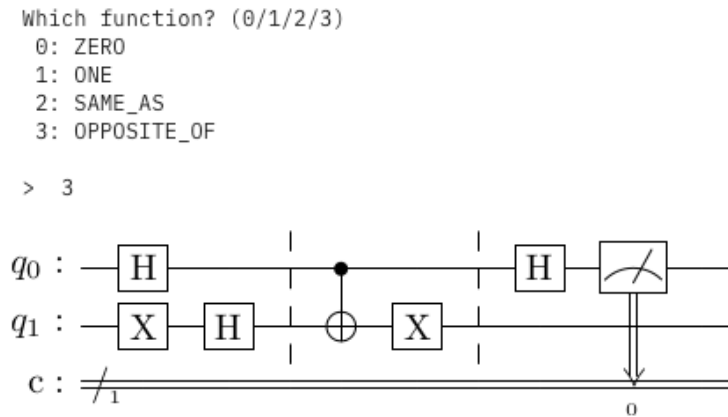 Which function? (0/1/2/3)
0: ZERO
1: ONE
2: SAME_AS
3: OPPOSITE_OF
> 3
q0 : H H
q1 : X H X
c : 1 0